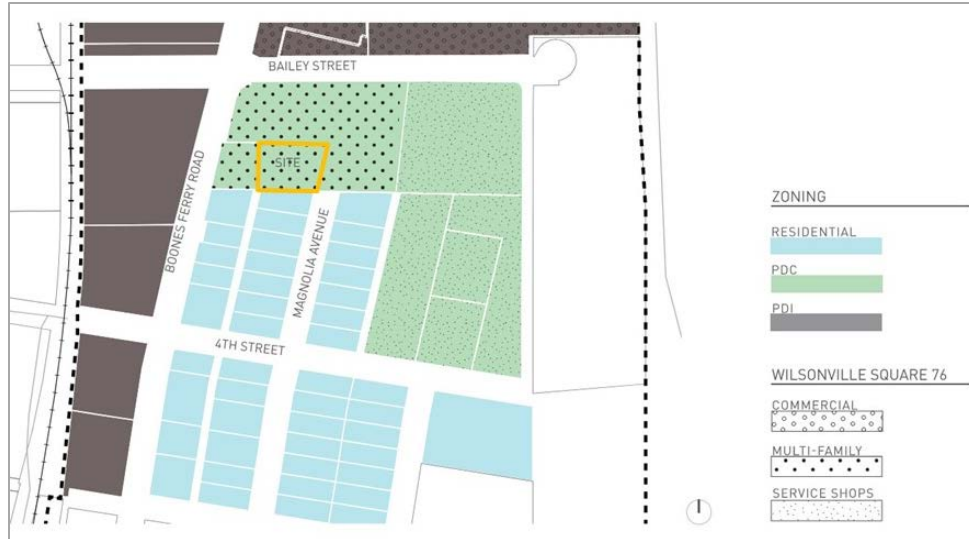 BAILEY STREET
SITE
BOONES FERRY ROAD
MAGNOLIA AVENUE
4TH STREET
ZONING
RESIDENTIAL
PDC
PDI
WILSONVILLE SQUARE 76
COMMERCIAL
MULTI-FAMILY
SERVICE SHOPS